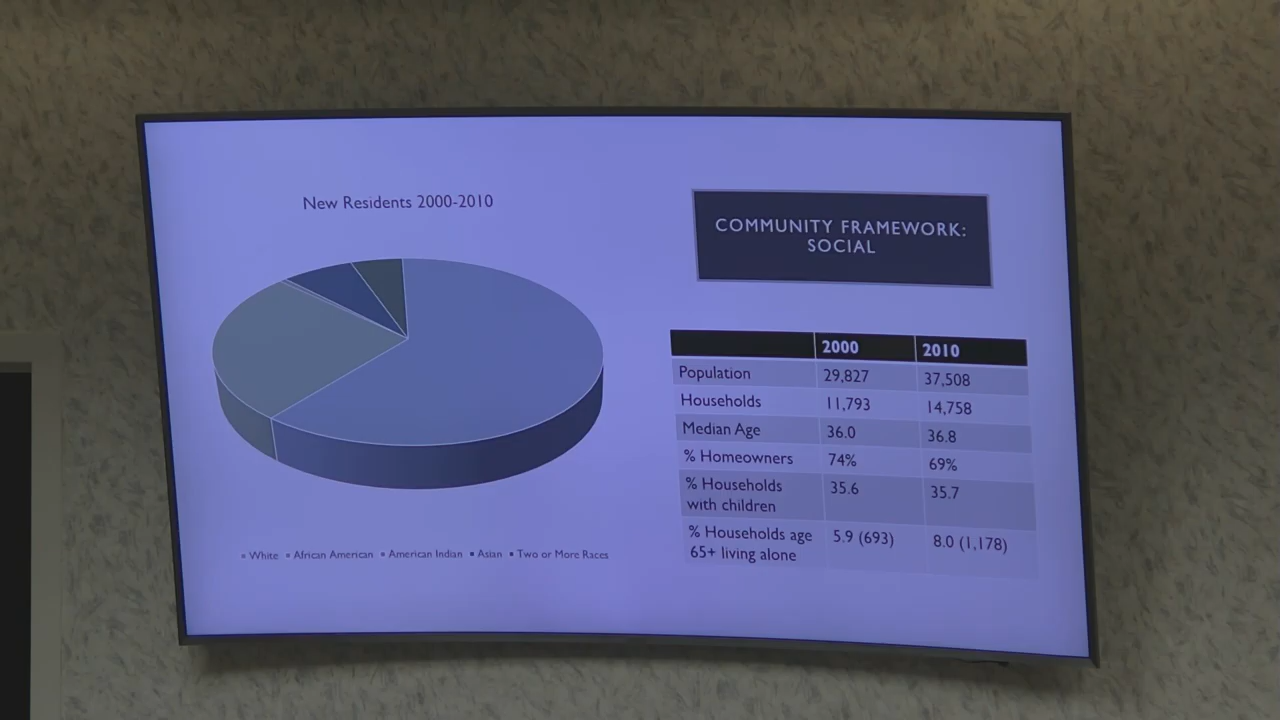 New Residents 2000-2010
White African American American Indian Asian Two or More Races
COMMUNITY FRAMEWORK:
SOCIAL
2000 2010
Population 29,827 37,508
Households 11,793 14,758
Median Age 36.0 36.8
% Homeowners 74% 69%
% Households
with children 35.6 35.7
% Households age
65+ living alone 5.9 (693) 8.0 (1,178)